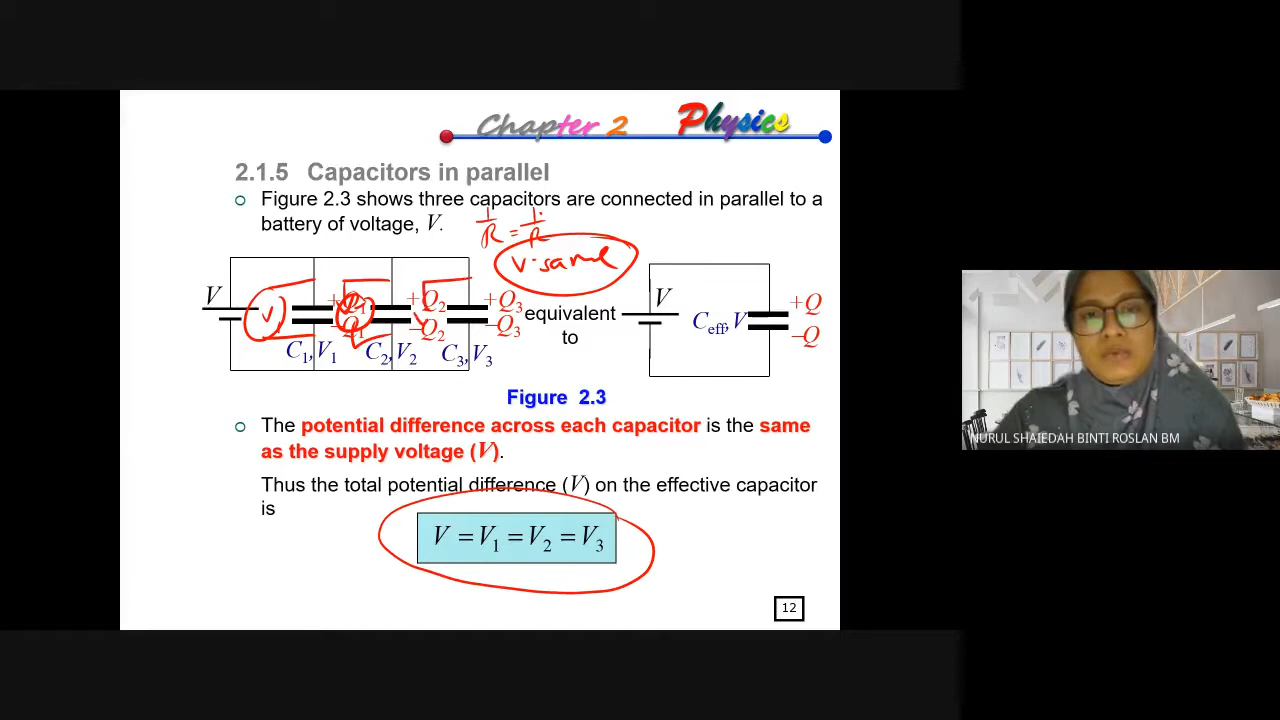 Chapter 2 Physics
2.1.5 Capacitors in parallel
Figure 2.3 shows three capacitors are connected in parallel to a
battery of voltage, V.
1/R = 1/R
V same
V
V
+Q1
−Q1
C1, V1
+Q2
−Q2
C2, V2
+Q3
−Q3
C3, V3
equivalent
to
V
Ceff, V
+Q
−Q
Figure 2.3
The potential difference across each capacitor is the same
as the supply voltage (V).
Thus the total potential difference (V) on the effective capacitor
is
V = V1 = V2 = V3
12
NURUL SHAIEDAH BINTI ROSLAN BM